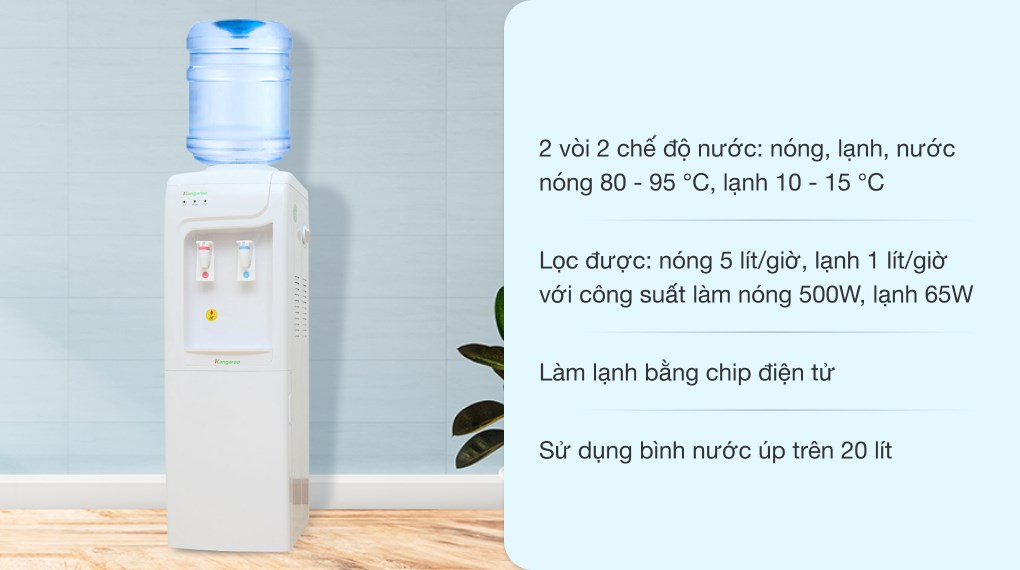 Kangaroo
Kangaroo
2 vòi 2 chế độ nước: nóng, lạnh, nước
nóng 80 - 95 °C, lạnh 10 - 15 °C
Lọc được: nóng 5 lít/giờ, lạnh 1 lít/giờ
với công suất làm nóng 500W, lạnh 65W
Làm lạnh bằng chip điện tử
Sử dụng bình nước úp trên 20 lít